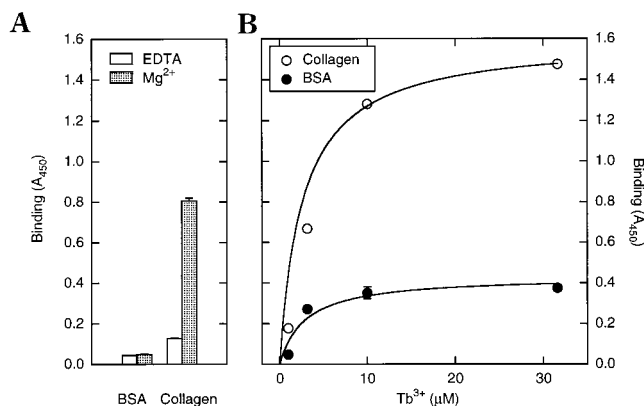 A
B
1.6
1.4
1.2
1.0
0.8
0.6
0.4
0.2
0.0
Binding (A450)
EDTA
Mg2+
BSA Collagen
Collagen
BSA
0 10 20 30
Tb3+ (μM)
1.6
1.4
1.2
1.0
0.8
0.6
0.4
0.2
0.0
Binding (A450)